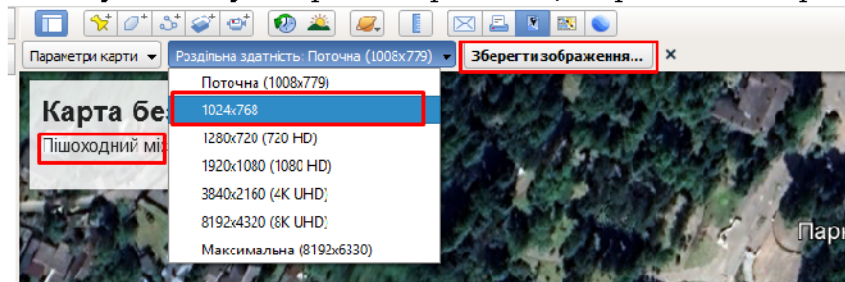 Параметри карти
Роздільна здатність: Поточна (1008x779)
Зберегти зображення...
Поточна (1008x779)
1024x768
1280x720 (720 HD)
1920x1080 (1080 HD)
3840x2160 (4K UHD)
8192x4320 (8K UHD)
Максимальна (8192x6330)
Карта без
Пішоходний мі
Пар